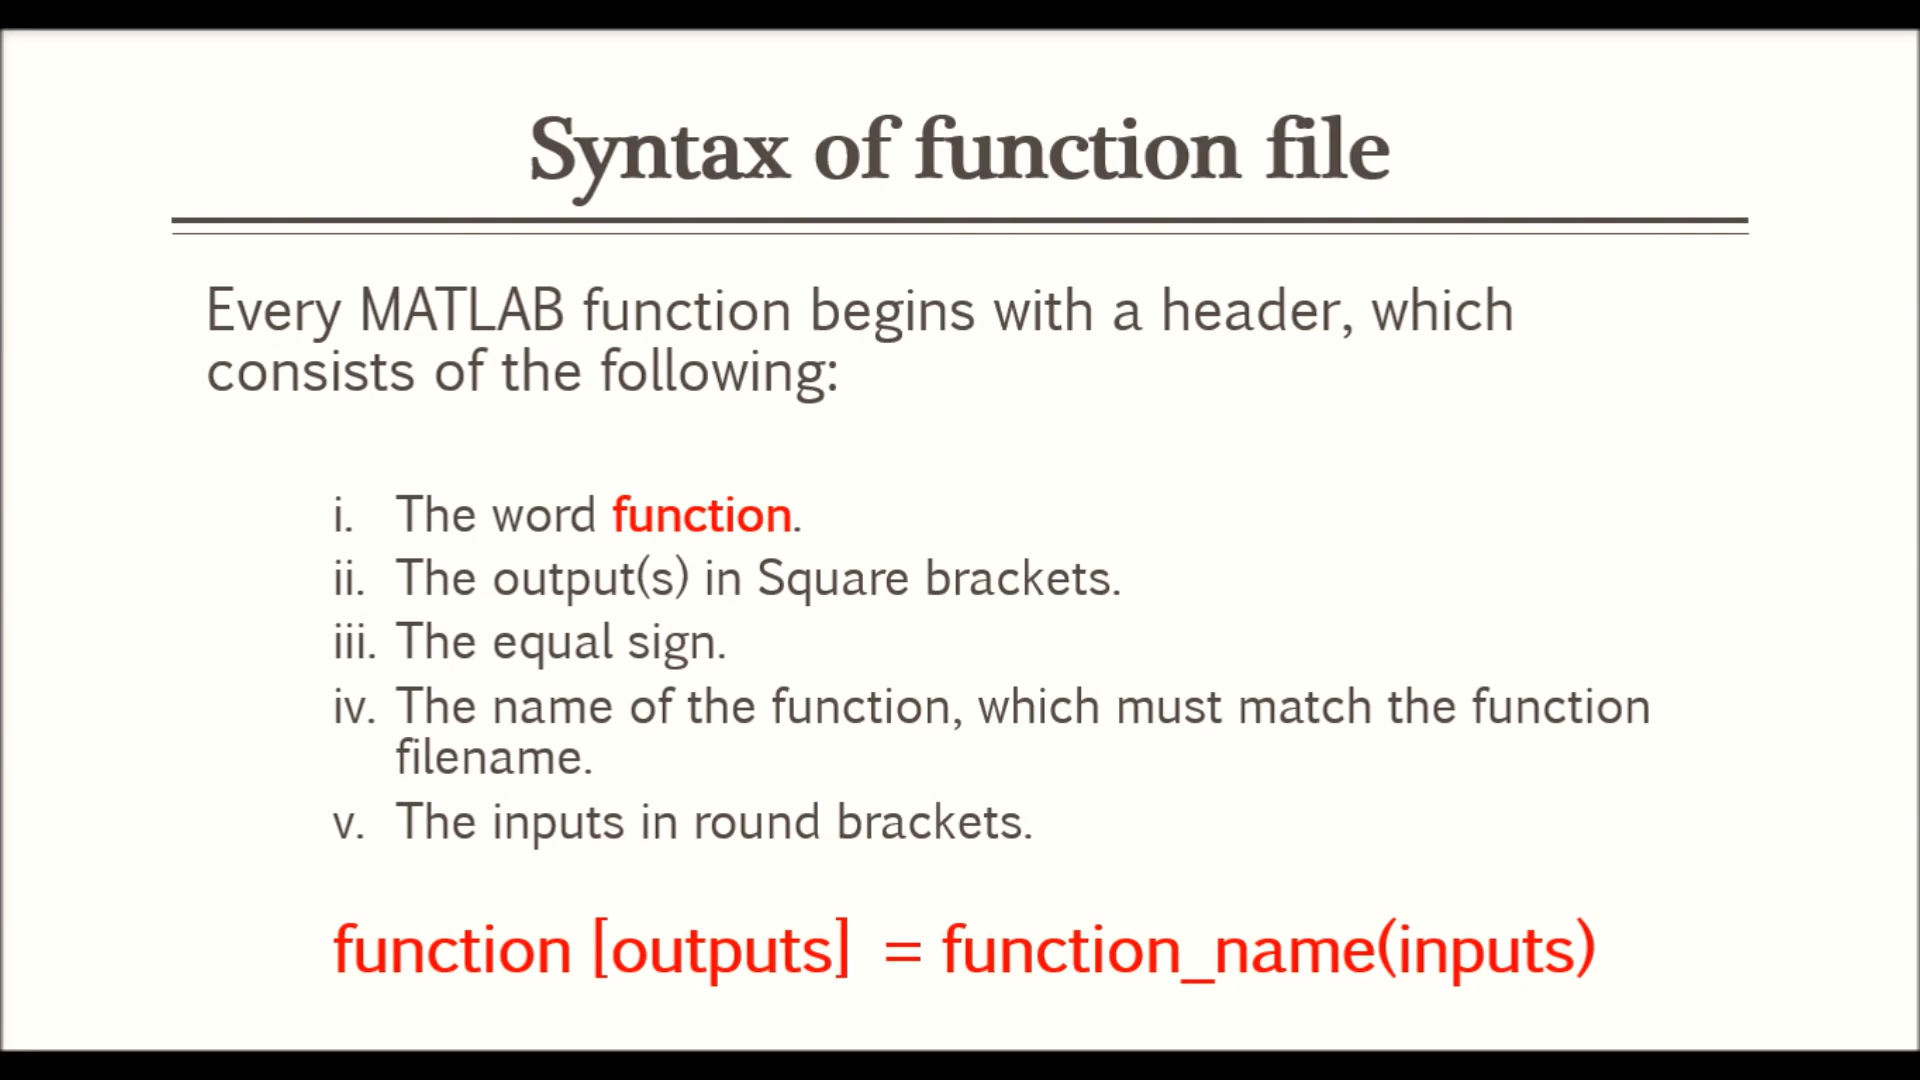 Syntax of function file
Every MATLAB function begins with a header, which
consists of the following:
i. The word function.
ii. The output(s) in Square brackets.
iii. The equal sign.
iv. The name of the function, which must match the function
filename.
v. The inputs in round brackets.
function [outputs] = function_name(inputs)